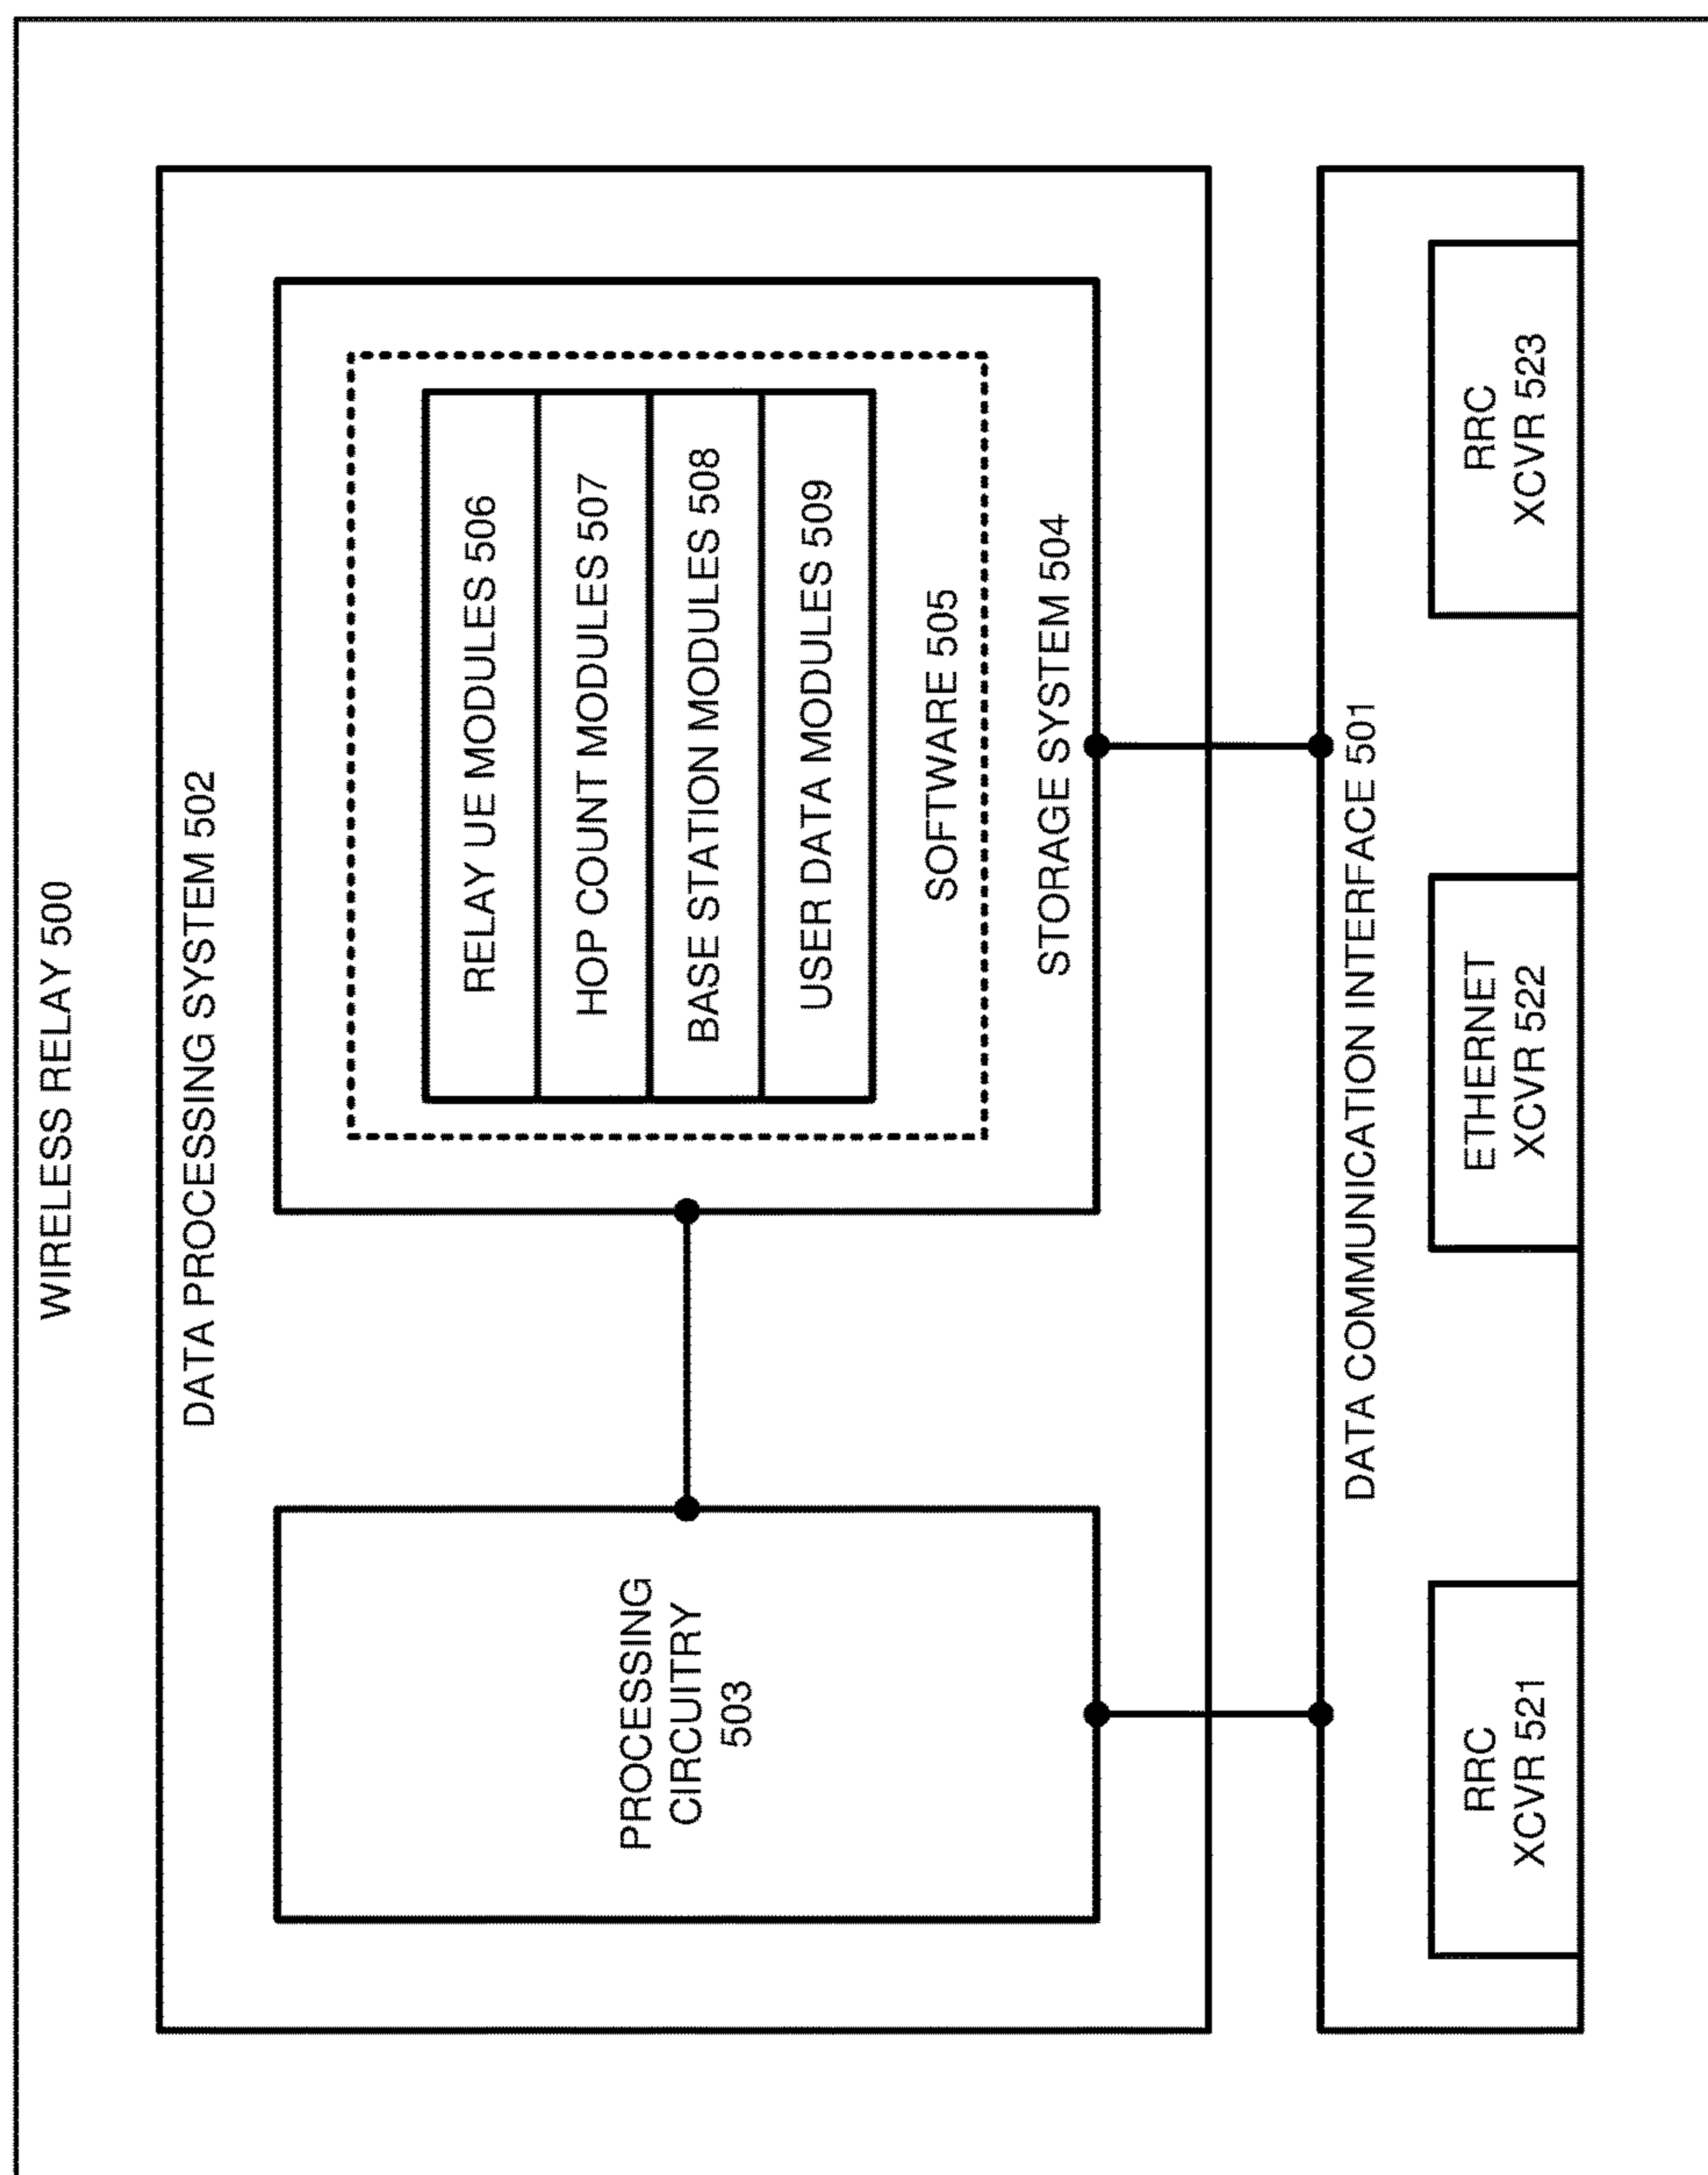 WIRELESS RELAY 500
DATA PROCESSING SYSTEM 502
PROCESSING
CIRCUITRY
503
RELAY UE MODULES 506
HOP COUNT MODULES 507
BASE STATION MODULES 508
USER DATA MODULES 509
SOFTWARE 505
STORAGE SYSTEM 504
DATA COMMUNICATION INTERFACE 501
RRC
XCVR 521
ETHERNET
XCVR 522
RRC
XCVR 523